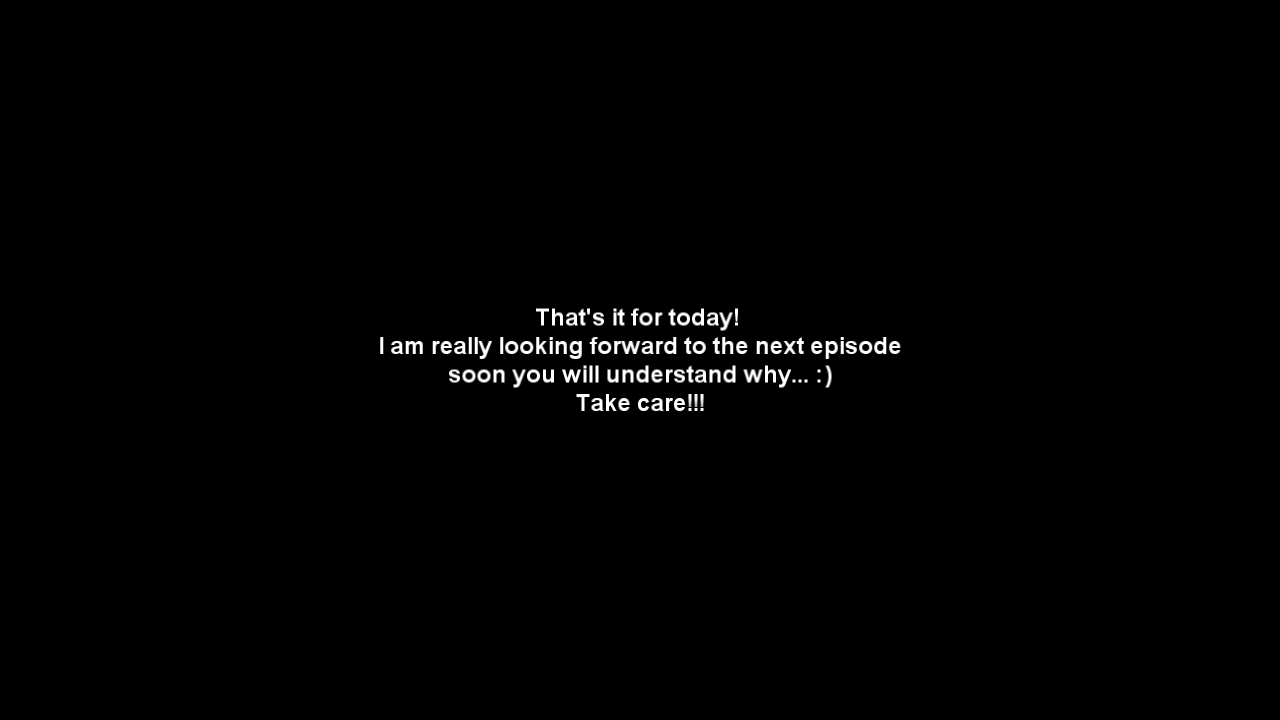 That's it for today!
I am really looking forward to the next episode
soon you will understand why... :)
Take care!!!